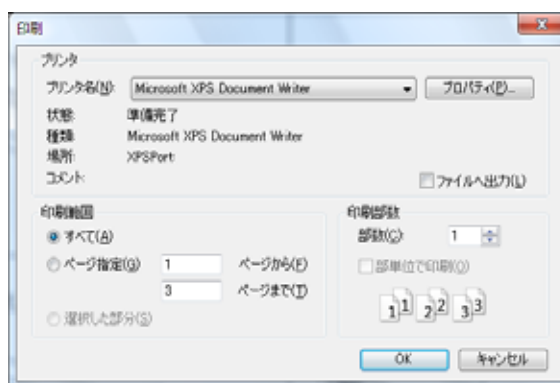 印刷
プリンタ
プリンタ名(N): Microsoft XPS Document Writer プロパティ(P)...
状態: 準備完了
種類: Microsoft XPS Document Writer
場所: XPSPort:
コメント: ファイルへ出力(L)
印刷範囲
すべて(A)
ページ指定(G) 1 ページから(F)
3 ページまで(T)
選択した部分(S)
印刷部数
部数(C): 1
部単位で印刷(O)
1 1 2 2 3 3
OK キャンセル